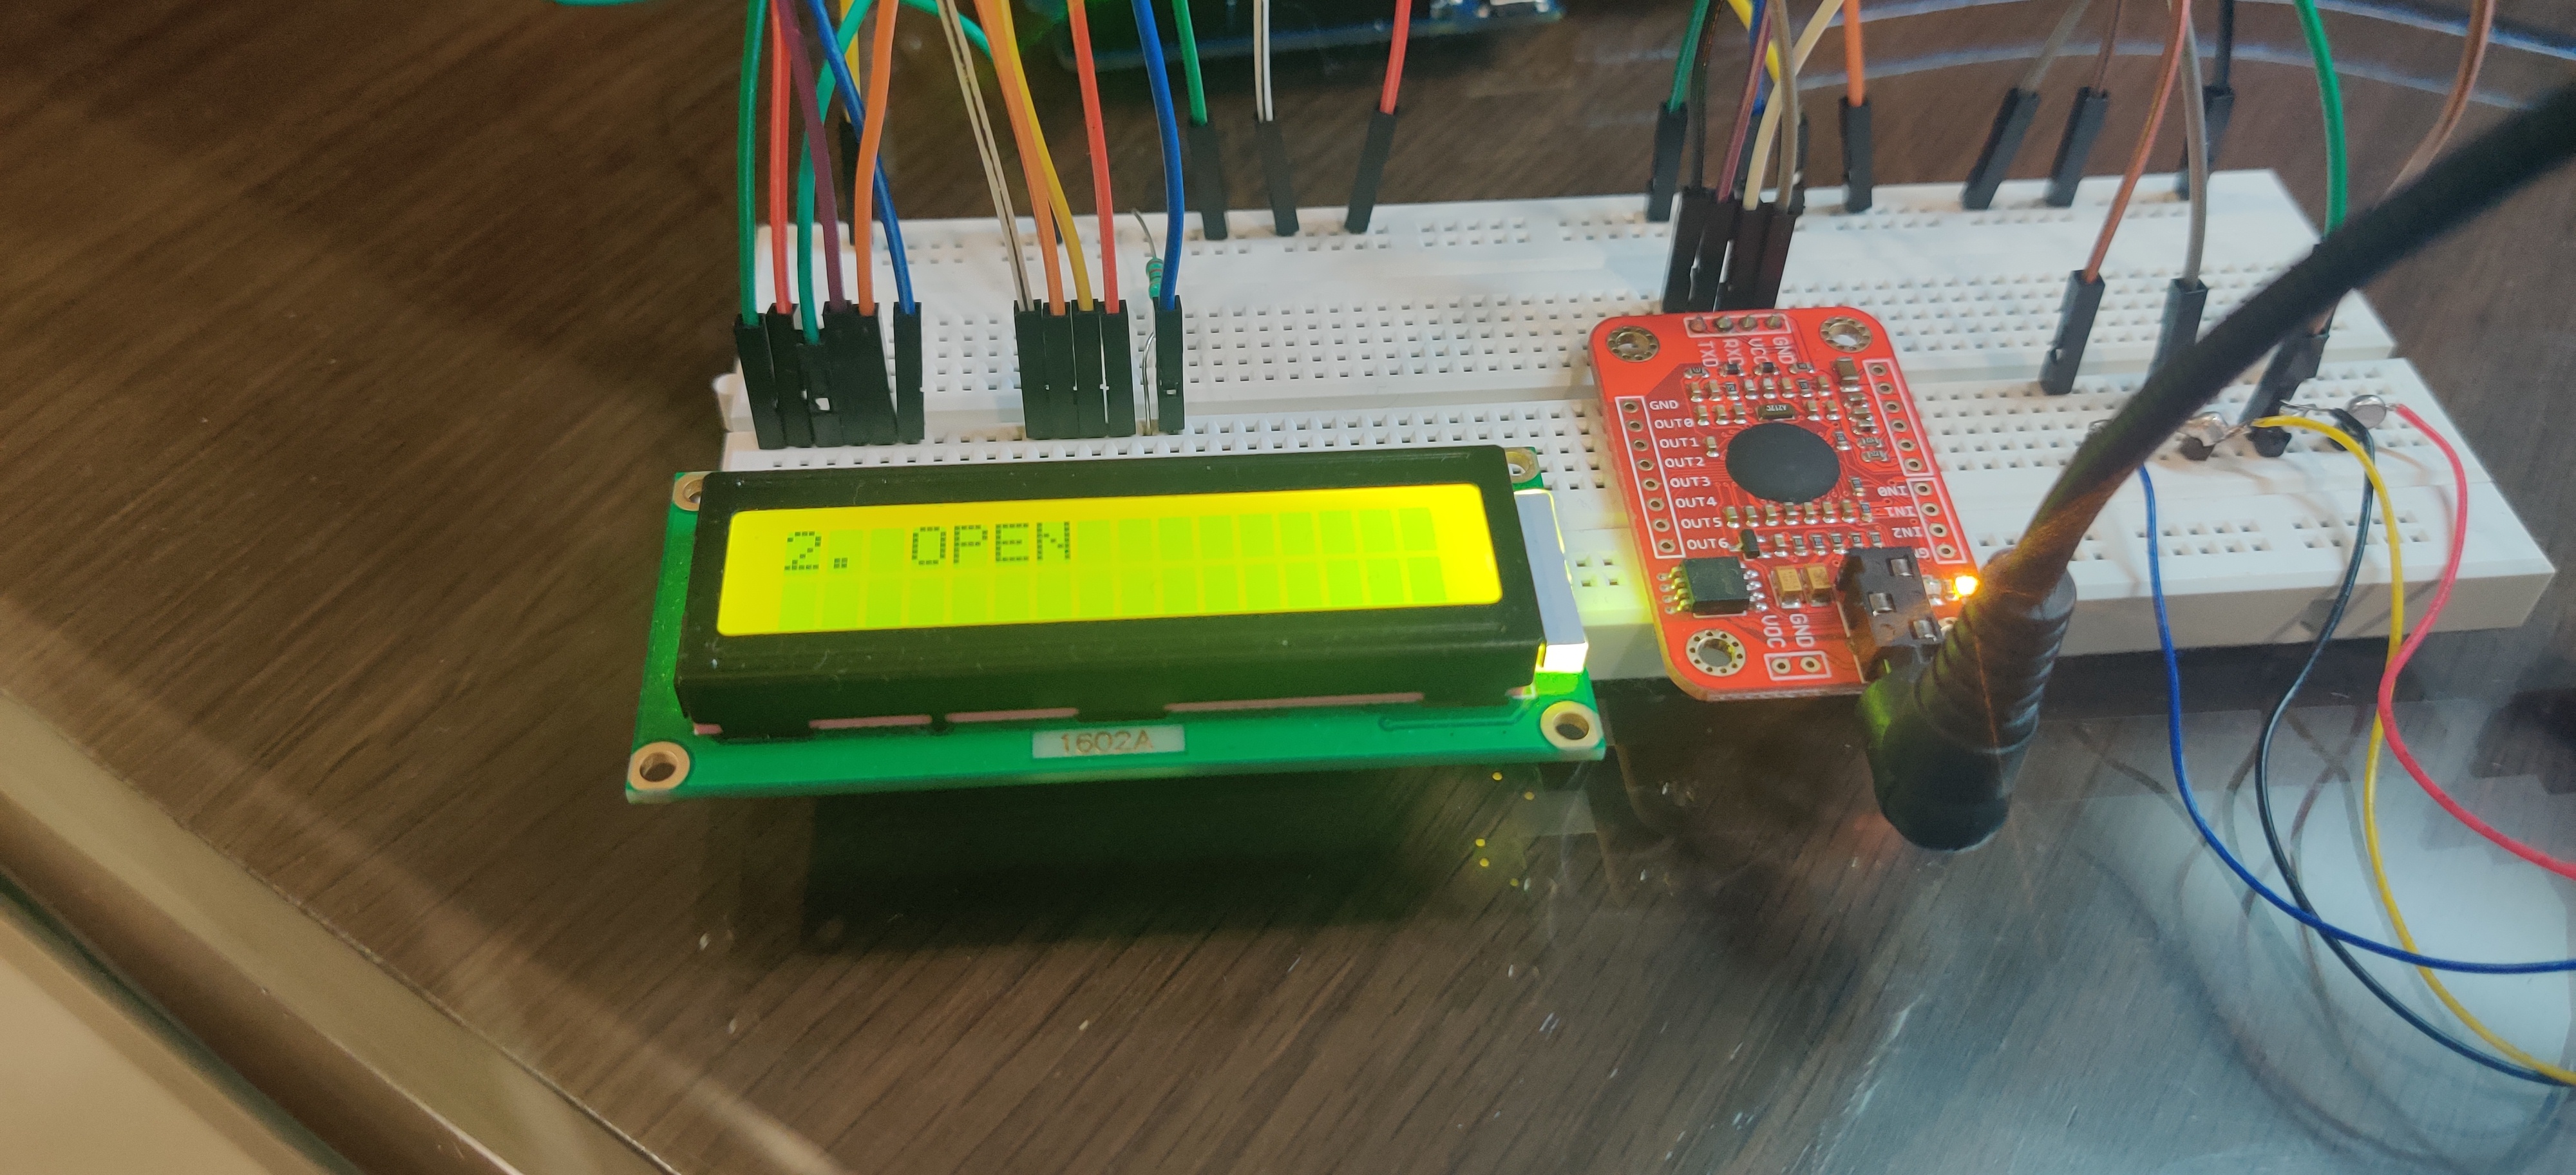 2. OPEN
1602A
TXD
RXD
VCC
GND
GND
OUT0
OUT1
OUT2
OUT3
OUT4
OUT5
OUT6
IN0
IN1
IN2
VDC
GND